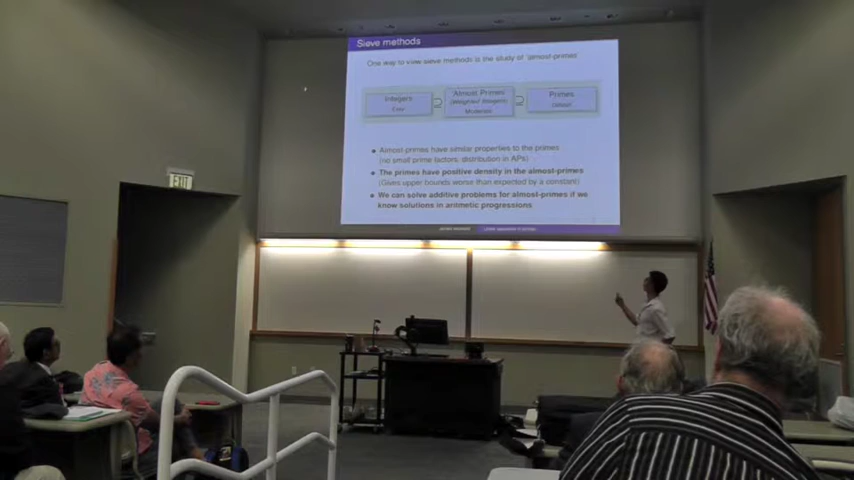 Sieve methods
One way to view sieve methods is the study of 'almost-primes'
Integers
Easy
⊇
'Almost Primes'
(Weighted integers)
Moderate
⊇
Primes
Almost-primes have similar properties to the primes
(no small prime factors, distribution in APs)
The primes have positive density in the almost-primes
(Gives upper bounds worse than expected by a constant)
We can solve additive problems for almost-primes if we
know solutions in arithmetic progressions
EXIT